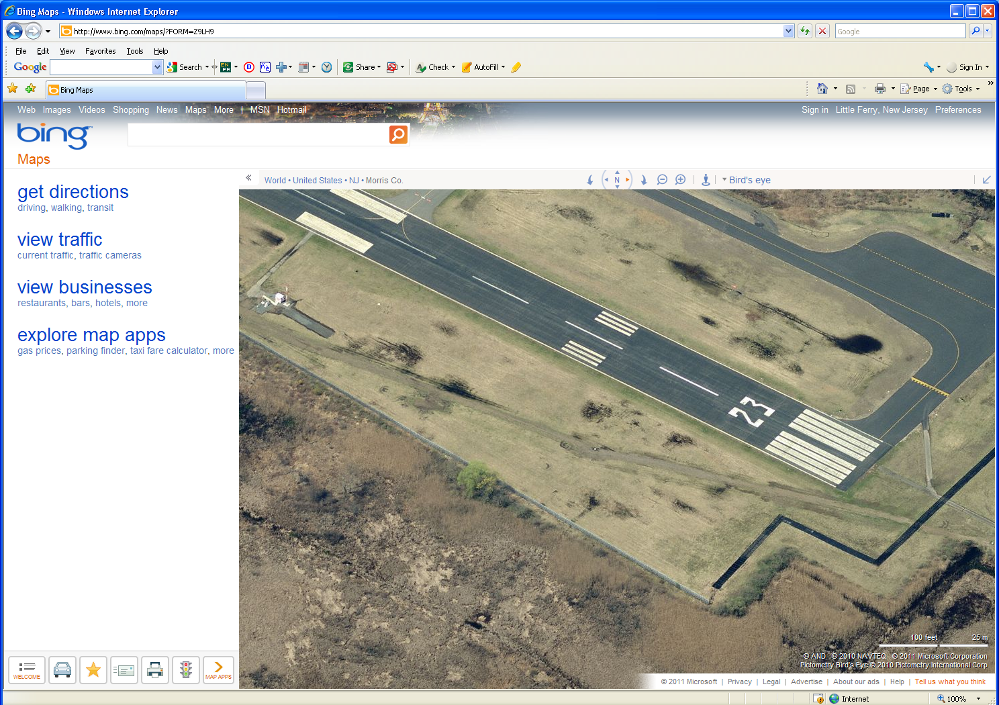 Bing Maps - Windows Internet Explorer
http://www.bing.com/maps/?FORM=Z9LH9
Google
File Edit View Favorites Tools Help
Google Search Share Check AutoFill Sign In
Bing Maps
Page Tools
Web Images Videos Shopping News Maps More | MSN Hotmail
Sign in Little Ferry, New Jersey Preferences
bing™
Maps
World • United States • NJ • Morris Co.
N
Bird's eye
get directions
driving, walking, transit
view traffic
current traffic, traffic cameras
view businesses
restaurants, bars, hotels, more
explore map apps
gas prices, parking finder, taxi fare calculator, more
23
100 feet 25 m
© AND © 2010 NAVTEQ © 2011 Microsoft Corporation
Pictometry Bird's Eye © 2010 Pictometry International Corp
WELCOME
MAP APPS
© 2011 Microsoft | Privacy | Legal | Advertise | About our ads | Help | Tell us what you think
Internet
100%